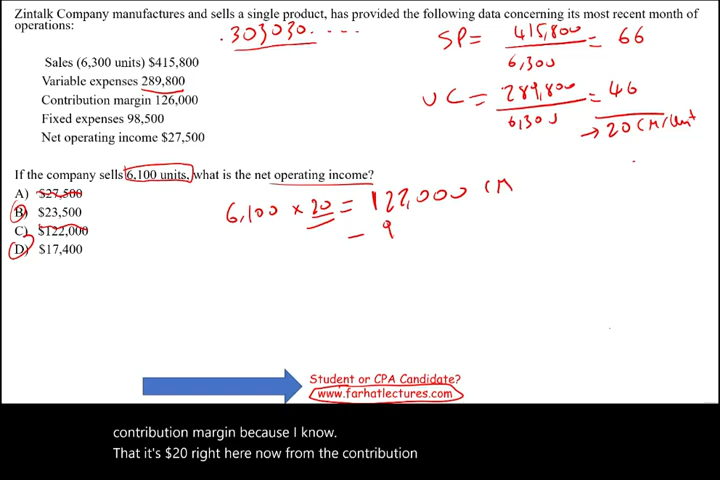 Zintalk Company manufactures and sells a single product, has provided the following data concerning its most recent month of
operations:
.303030. ....
SP = 415,800 / 6,300 = 66
Sales (6,300 units) $415,800
Variable expenses 289,800
Contribution margin 126,000
Fixed expenses 98,500
Net operating income $27,500
VC = 289,800 / 6,300 = 46
→ 20 CM/unit
If the company sells 6,100 units, what is the net operating income?
A) $27,500
B) $23,500
C) $122,000
D) $17,400
6,100 × 20 = 122,000 CM
– 9
Student or CPA Candidate?
www.farhatlectures.com
contribution margin because I know.
That it's $20 right here now from the contribution